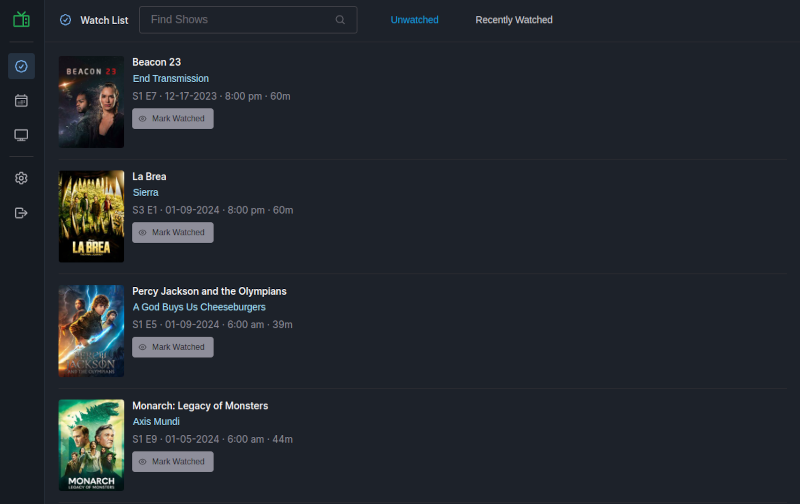 Watch List
Find Shows
Unwatched
Recently Watched
BEACON 23
Beacon 23
End Transmission
S1 E7 · 12-17-2023 · 8:00 pm · 60m
Mark Watched
LA BREA
La Brea
Sierra
S3 E1 · 01-09-2024 · 8:00 pm · 60m
Mark Watched
PERCY JACKSON
AND THE OLYMPIANS
Percy Jackson and the Olympians
A God Buys Us Cheeseburgers
S1 E5 · 01-09-2024 · 6:00 am · 39m
Mark Watched
MONARCH
LEGACY OF MONSTERS
Monarch: Legacy of Monsters
Axis Mundi
S1 E9 · 01-05-2024 · 6:00 am · 44m
Mark Watched